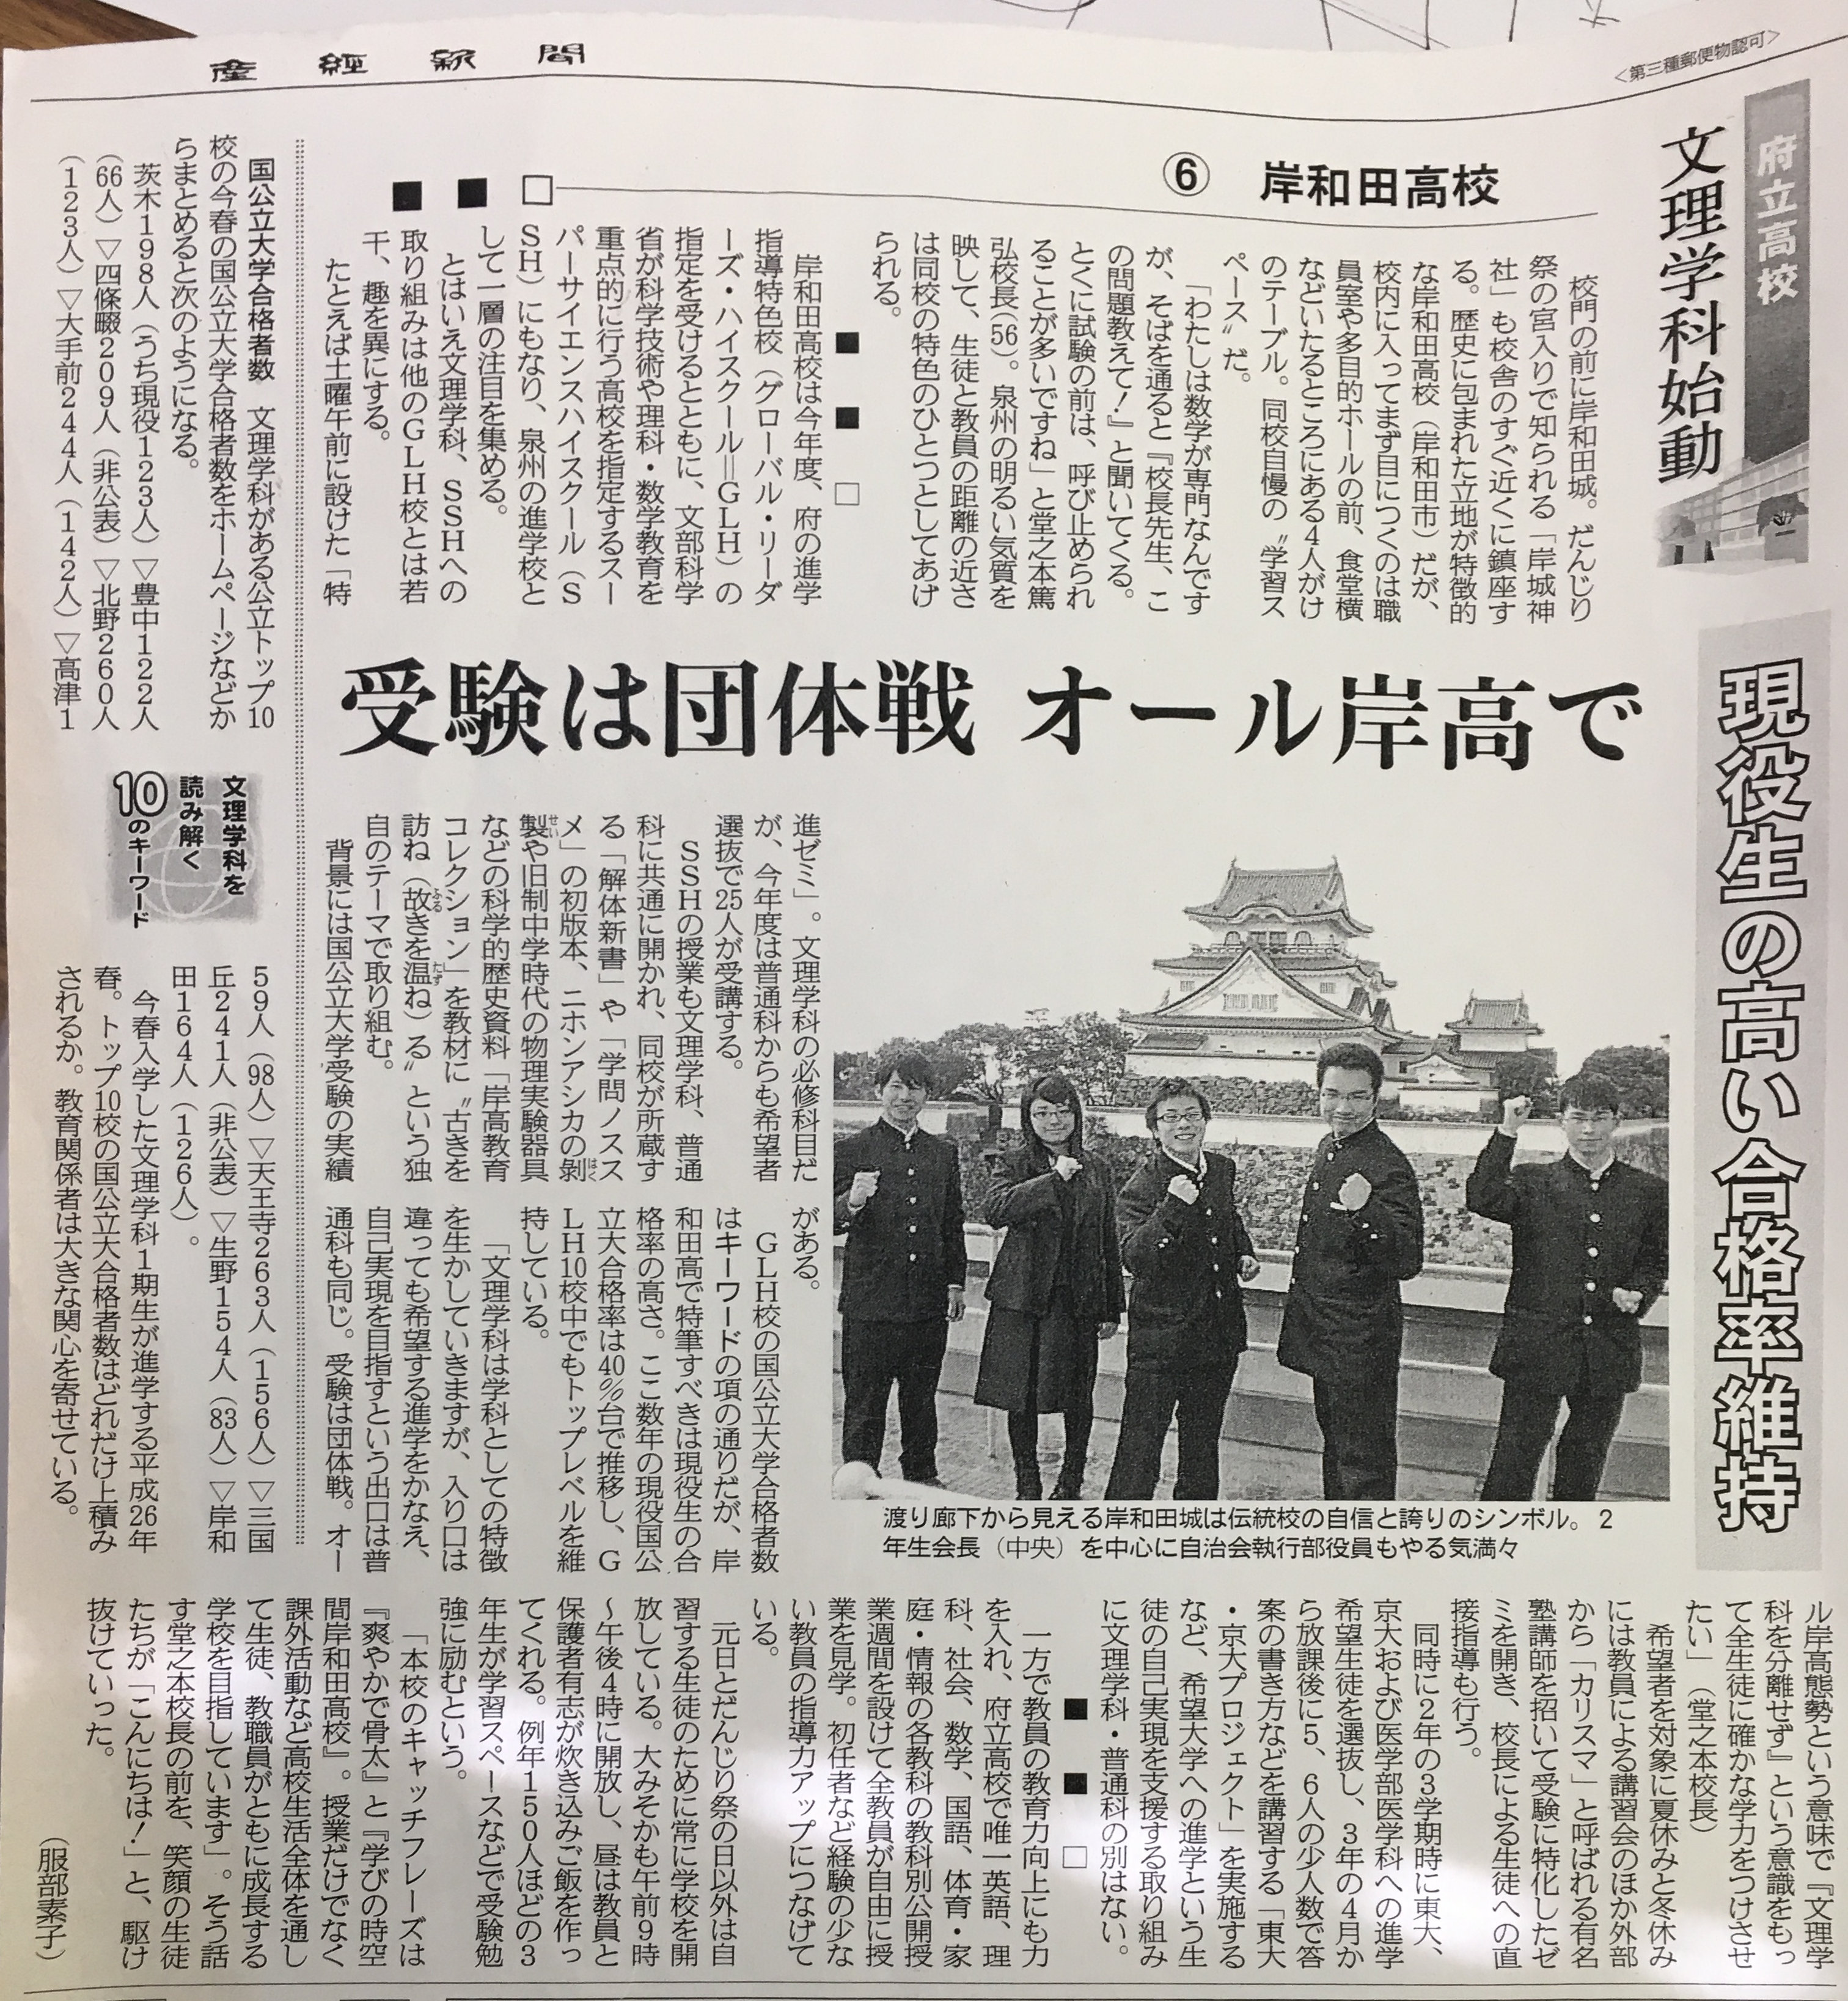 産經新聞
<第三種郵便物認可>
府立高校
文理学科始動
現役生の高い合格率維持
⑥ 岸和田高校
受験は団体戦 オール岸高で
校門の前に岸和田城。だんじり
祭の宮入りで知られる「岸城神
社」も校舎のすぐ近くに鎮座す
る。歴史に包まれた立地が特徴的
な岸和田高校(岸和田市)だが、
校内に入ってまず目につくのは職
員室や多目的ホールの前、食堂横
などいたるところにある4人がけ
のテーブル。同校自慢の〝学習ス
ペース〟だ。
「わたしは数学が専門なんです
が、そばを通ると『校長先生、こ
の問題教えて!』と聞いてくる。
とくに試験の前は、呼び止められ
ることが多いですね」と堂之本篤
弘校長(56)。泉州の明るい気質を
映して、生徒と教員の距離の近さ
は同校の特色のひとつとしてあげ
られる。
■ ■ □
岸和田高校は今年度、府の進学
指導特色校(グローバル・リーダ
ーズ・ハイスクール=GLH)の
指定を受けるとともに、文部科学
省が科学技術や理科・数学教育を
重点的に行う高校を指定するスー
パーサイエンスハイスクール(S
SH)にもなり、泉州の進学校と
して一層の注目を集める。
とはいえ文理学科、SSHへの
取り組みは他のGLH校とは若
干、趣を異にする。
たとえば土曜午前に設けた「特
進ゼミ」。文理学科の必修科目だ
が、今年度は普通科からも希望者
選抜で25人が受講する。
SSHの授業も文理学科、普通
科に共通に開かれ、同校が所蔵す
る「解体新書」や「学問ノスス
メ」の初版本、ニホンアシカの剝
はく
製や旧制中学時代の物理実験器具
せい
などの科学的歴史資料「岸高教育
コレクション」を教材に〝古きを
訪ね(故きを温ね)る〟という独
ふる たず
自のテーマで取り組む。
背景には国公立大学受験の実績
がある。
GLH校の国公立大学合格者数
はキーワードの項の通りだが、岸
和田高で特筆すべきは現役生の合
格率の高さ。ここ数年の現役国公
立大合格率は40%台で推移し、G
LH10校中でもトップレベルを維
持している。
「文理学科は学科としての特徴
を生かしていきますが、入り口は
違っても希望する進学をかなえ、
自己実現を目指すという出口は普
通科も同じ。受験は団体戦。オー
ル岸高態勢という意味で『文理学
科を分離せず』という意識をもっ
て全生徒に確かな学力をつけさせ
たい」(堂之本校長)
希望者を対象に夏休みと冬休み
には教員による講習会のほか外部
から「カリスマ」と呼ばれる有名
塾講師を招いて受験に特化したゼ
ミを開き、校長による生徒への直
接指導も行う。
同時に2年の3学期時に東大、
京大および医学部医学科への進学
希望生徒を選抜し、3年の4月か
ら放課後に5、6人の少人数で答
案の書き方などを講習する「東大
・京大プロジェクト」を実施する
など、希望大学への進学という生
徒の自己実現を支援する取り組み
に文理学科・普通科の別はない。
■ ■ □
一方で教員の教育力向上にも力
を入れ、府立高校で唯一英語、理
科、社会、数学、国語、体育・家
庭・情報の各教科の教科別公開授
業週間を設けて全教員が自由に授
業を見学。初任者など経験の少な
い教員の指導力アップにつなげて
いる。
元日とだんじり祭の日以外は自
習する生徒のために常に学校を開
放している。大みそかも午前9時
~午後4時に開放し、昼は教員と
保護者有志が炊き込みご飯を作っ
てくれる。例年150人ほどの3
年生が学習スペースなどで受験勉
強に励むという。
「本校のキャッチフレーズは
『爽やかで骨太』と『学びの時空
間岸和田高校』。授業だけでなく
課外活動など高校生活全体を通し
て生徒、教職員がともに成長する
学校を目指しています」。そう話
す堂之本校長の前を、笑顔の生徒
たちが「こんにちは!」と、駆け
抜けていった。
(服部素子)
渡り廊下から見える岸和田城は伝統校の自信と誇りのシンボル。2
年生会長(中央)を中心に自治会執行部役員もやる気満々
■ ■ □
文理学科を
読み解く
10のキーワード
国公立大学合格者数 文理学科がある公立トップ10
校の今春の国公立大学合格者数をホームページなどか
らまとめると次のようになる。
茨木198人(うち現役123人)▽豊中122人
(66人)▽四條畷209人(非公表)▽北野260人
(123人)▽大手前244人(142人)▽高津1
59人(98人)▽天王寺263人(156人)▽三国
丘241人(非公表)▽生野154人(83人)▽岸和
田164人(126人)。
今春入学した文理学科1期生が進学する平成26年
春。トップ10校の国公立大合格者数はどれだけ上積み
されるか。教育関係者は大きな関心を寄せている。